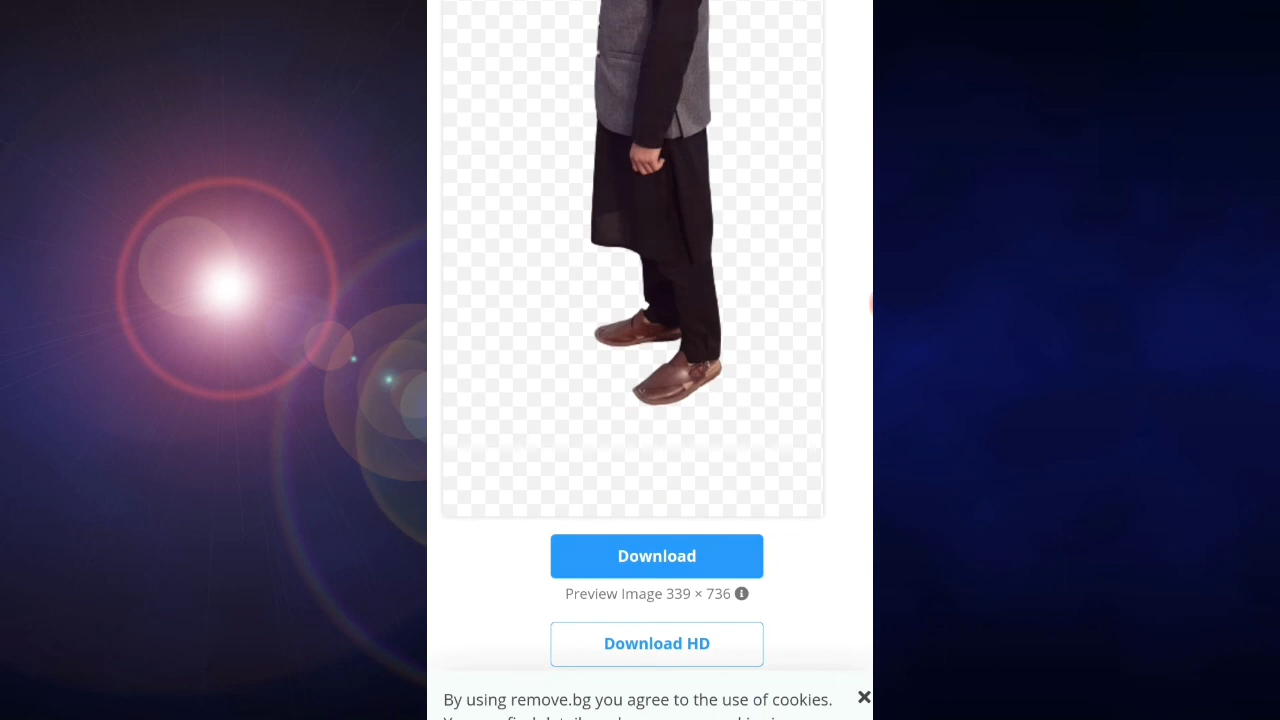 Download
Preview Image 339 × 736
Download HD
By using remove.bg you agree to the use of cookies.